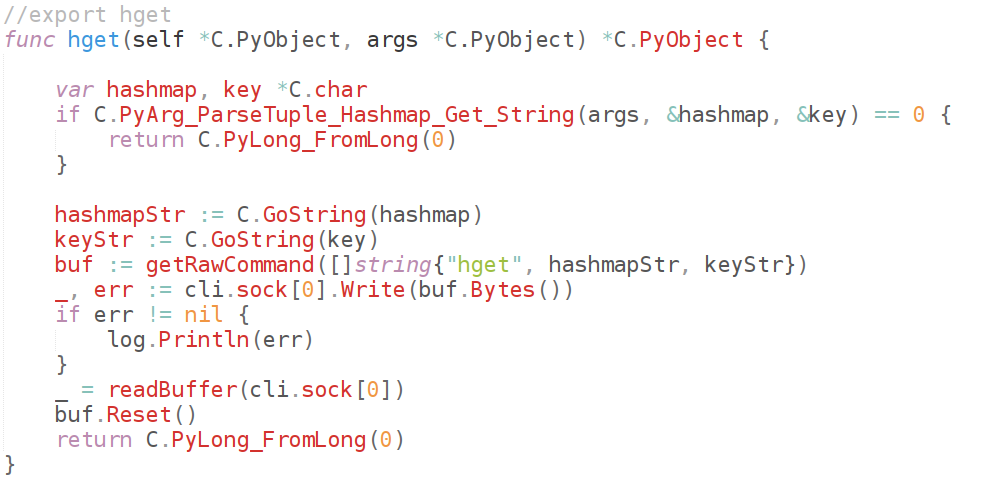 //export hget
func hget(self *C.PyObject, args *C.PyObject) *C.PyObject {
    var hashmap, key *C.char
    if C.PyArg_ParseTuple_Hashmap_Get_String(args, &hashmap, &key) == 0 {
        return C.PyLong_FromLong(0)
    }
    hashmapStr := C.GoString(hashmap)
    keyStr := C.GoString(key)
    buf := getRawCommand([]string{"hget", hashmapStr, keyStr})
    _, err := cli.sock[0].Write(buf.Bytes())
    if err != nil {
        log.Println(err)
    }
    _ = readBuffer(cli.sock[0])
    buf.Reset()
    return C.PyLong_FromLong(0)
}